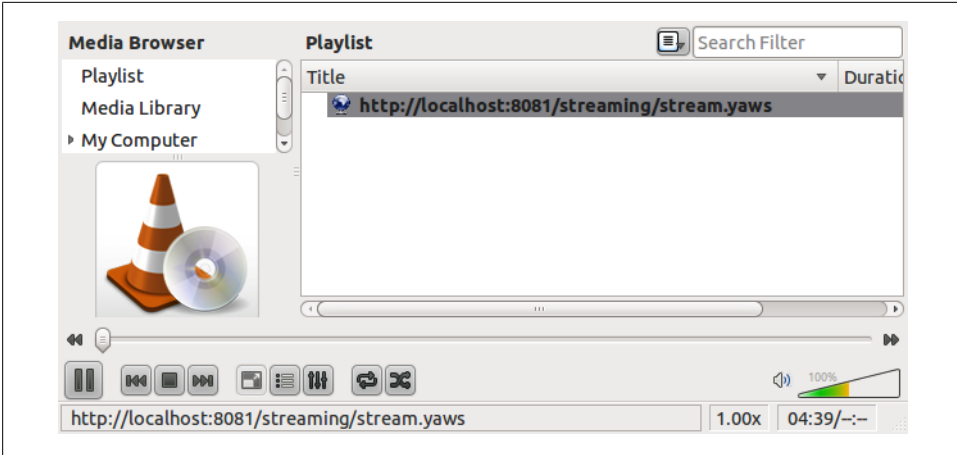 Media Browser
Playlist
Search Filter
Playlist
Media Library
My Computer
Title
Duratio
http://localhost:8081/streaming/stream.yaws
100%
http://localhost:8081/streaming/stream.yaws
1.00x
04:39/--:--